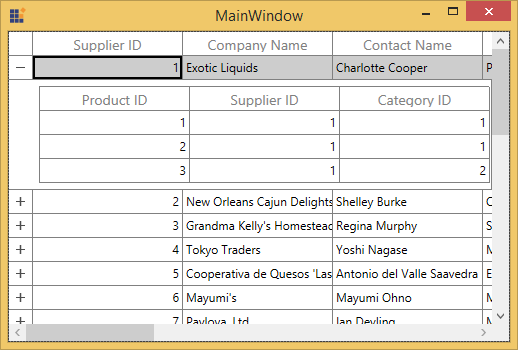 MainWindow
Supplier ID Company Name Contact Name
1 Exotic Liquids Charlotte Cooper P
Product ID Supplier ID Category ID
1 1 1
2 1 1
3 1 2
2 New Orleans Cajun Delights Shelley Burke
3 Grandma Kelly's Homestead Regina Murphy S
4 Tokyo Traders Yoshi Nagase M
5 Cooperativa de Quesos 'Las Antonio del Valle Saavedra E
6 Mayumi's Mayumi Ohno M
7 Pavlova, Ltd. Ian Devling M